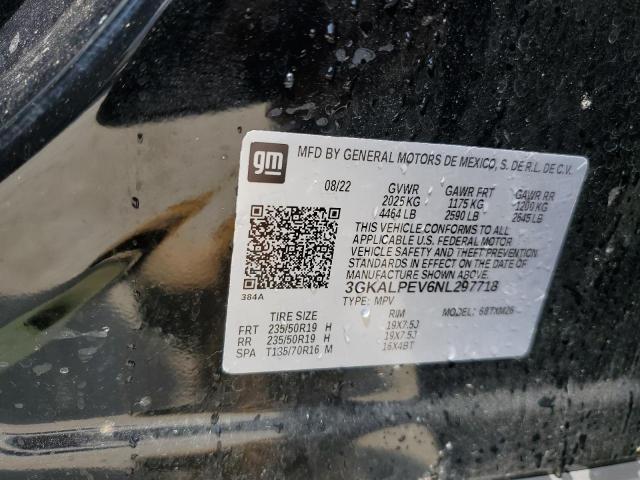 gm
MFD BY GENERAL MOTORS DE MEXICO, S. DE R.L. DE C.V.
08/22 GVWR GAWR FRT GAWR RR
2025 KG 1175 KG 1200 KG
4464 LB 2590 LB 2645 LB
THIS VEHICLE CONFORMS TO ALL
APPLICABLE U.S. FEDERAL MOTOR
VEHICLE SAFETY AND THEFT PREVENTION
STANDARDS IN EFFECT ON THE DATE OF
MANUFACTURE SHOWN ABOVE.
3GKALPEV6NL297718
384A
TYPE: MPV MODEL: 6BTXM26
TIRE SIZE RIM
FRT 235/50R19 H 19X7.5J
RR 235/50R19 H 19X7.5J
SPA T135/70R16 M 16X4BT